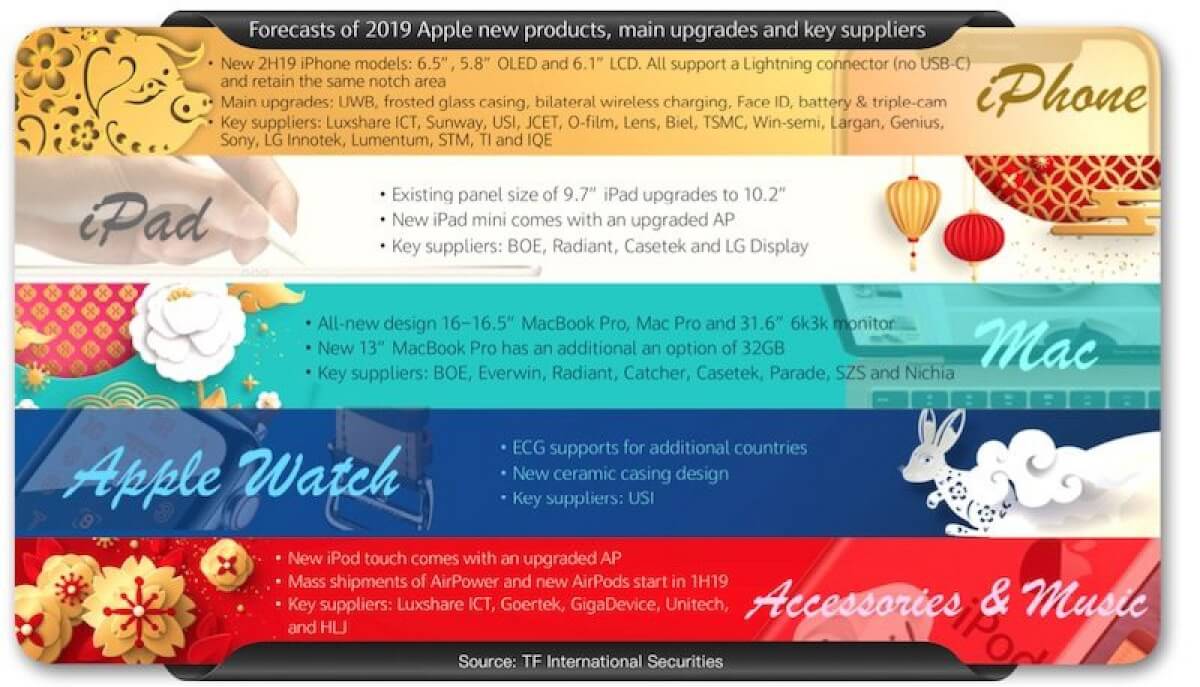 Forecasts of 2019 Apple new products, main upgrades and key suppliers
• New 2H19 iPhone models: 6.5”, 5.8” OLED and 6.1” LCD. All support a Lightning connector (no USB-C)
and retain the same notch area
• Main upgrades: UWB, frosted glass casing, bilateral wireless charging, Face ID, battery & triple-cam
• Key suppliers: Luxshare ICT, Sunway, USI, JCET, O-film, Lens, Biel, TSMC, Win-semi, Largan, Genius,
Sony, LG Innotek, Lumentum, STM, TI and IQE
iPhone
iPad
• Existing panel size of 9.7” iPad upgrades to 10.2”
• New iPad mini comes with an upgraded AP
• Key suppliers: BOE, Radiant, Casetek and LG Display
• All-new design 16–16.5” MacBook Pro, Mac Pro and 31.6” 6k3k monitor
• New 13” MacBook Pro has an additional an option of 32GB
• Key suppliers: BOE, Everwin, Radiant, Catcher, Casetek, Parade, SZS and Nichia
Mac
Apple Watch
• ECG supports for additional countries
• New ceramic casing design
• Key suppliers: USI
• New iPod touch comes with an upgraded AP
• Mass shipments of AirPower and new AirPods start in 1H19
• Key suppliers: Luxshare ICT, Goertek, GigaDevice, Unitech,
and HLJ
Accessories & Music
iPod
Source: TF International Securities